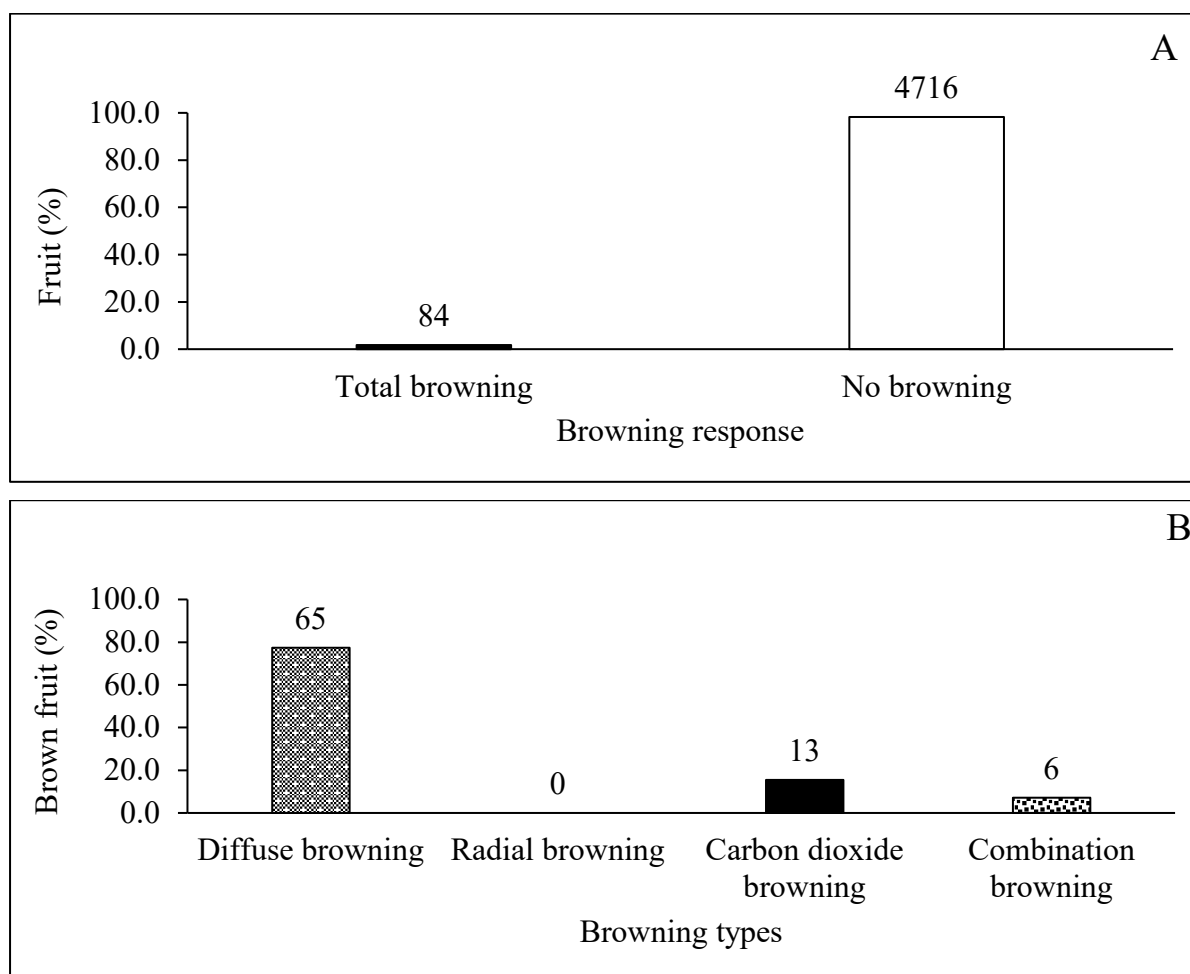 A
4716
100.0
80.0
60.0
40.0
20.0
0.0
Fruit (%)
84
Total browning No browning
Browning response
B
100.0
80.0
60.0
40.0
20.0
0.0
Brown fruit (%)
65
0
13
6
Diffuse browning Radial browning Carbon dioxide Combination
browning browning
Browning types